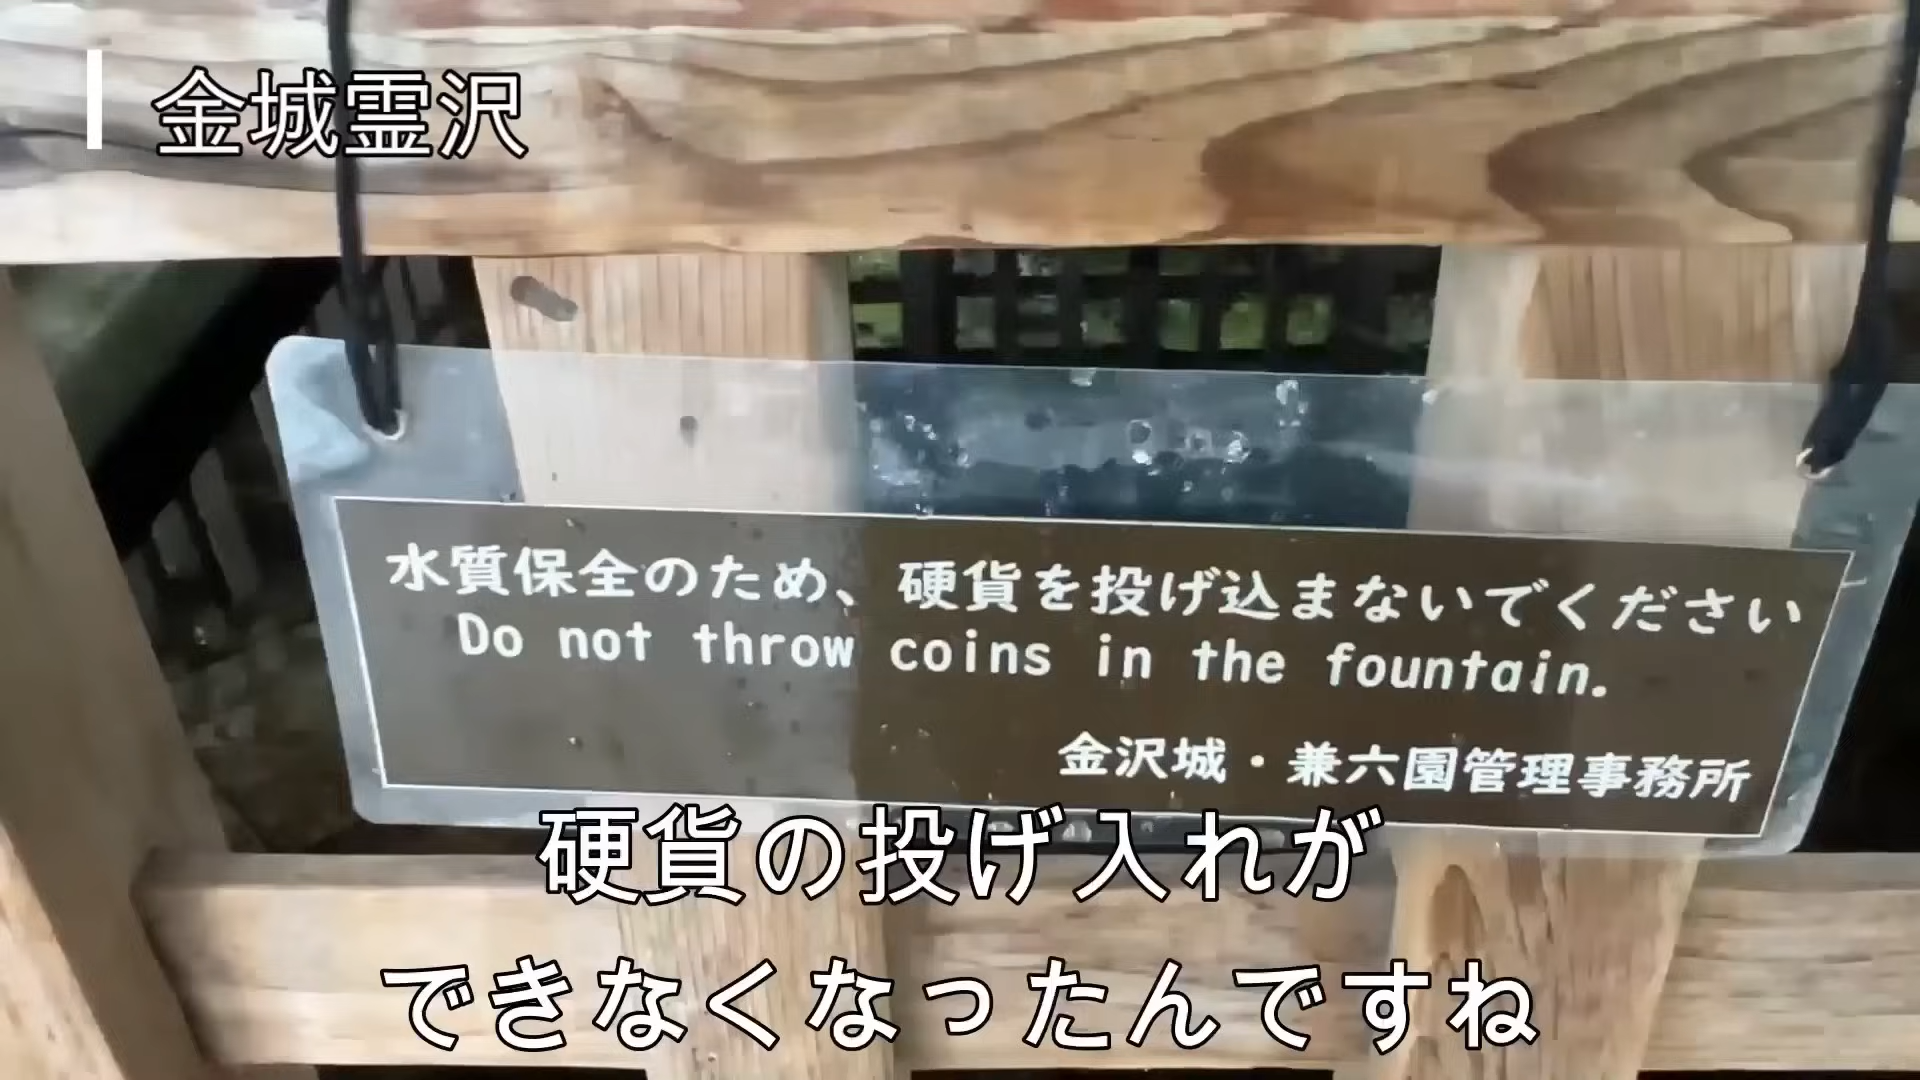 金城霊沢
水質保全のため、硬貨を投げ込まないでください
Do not throw coins in the fountain.
金沢城・兼六園管理事務所
硬貨の投げ入れが
できなくなったんですね